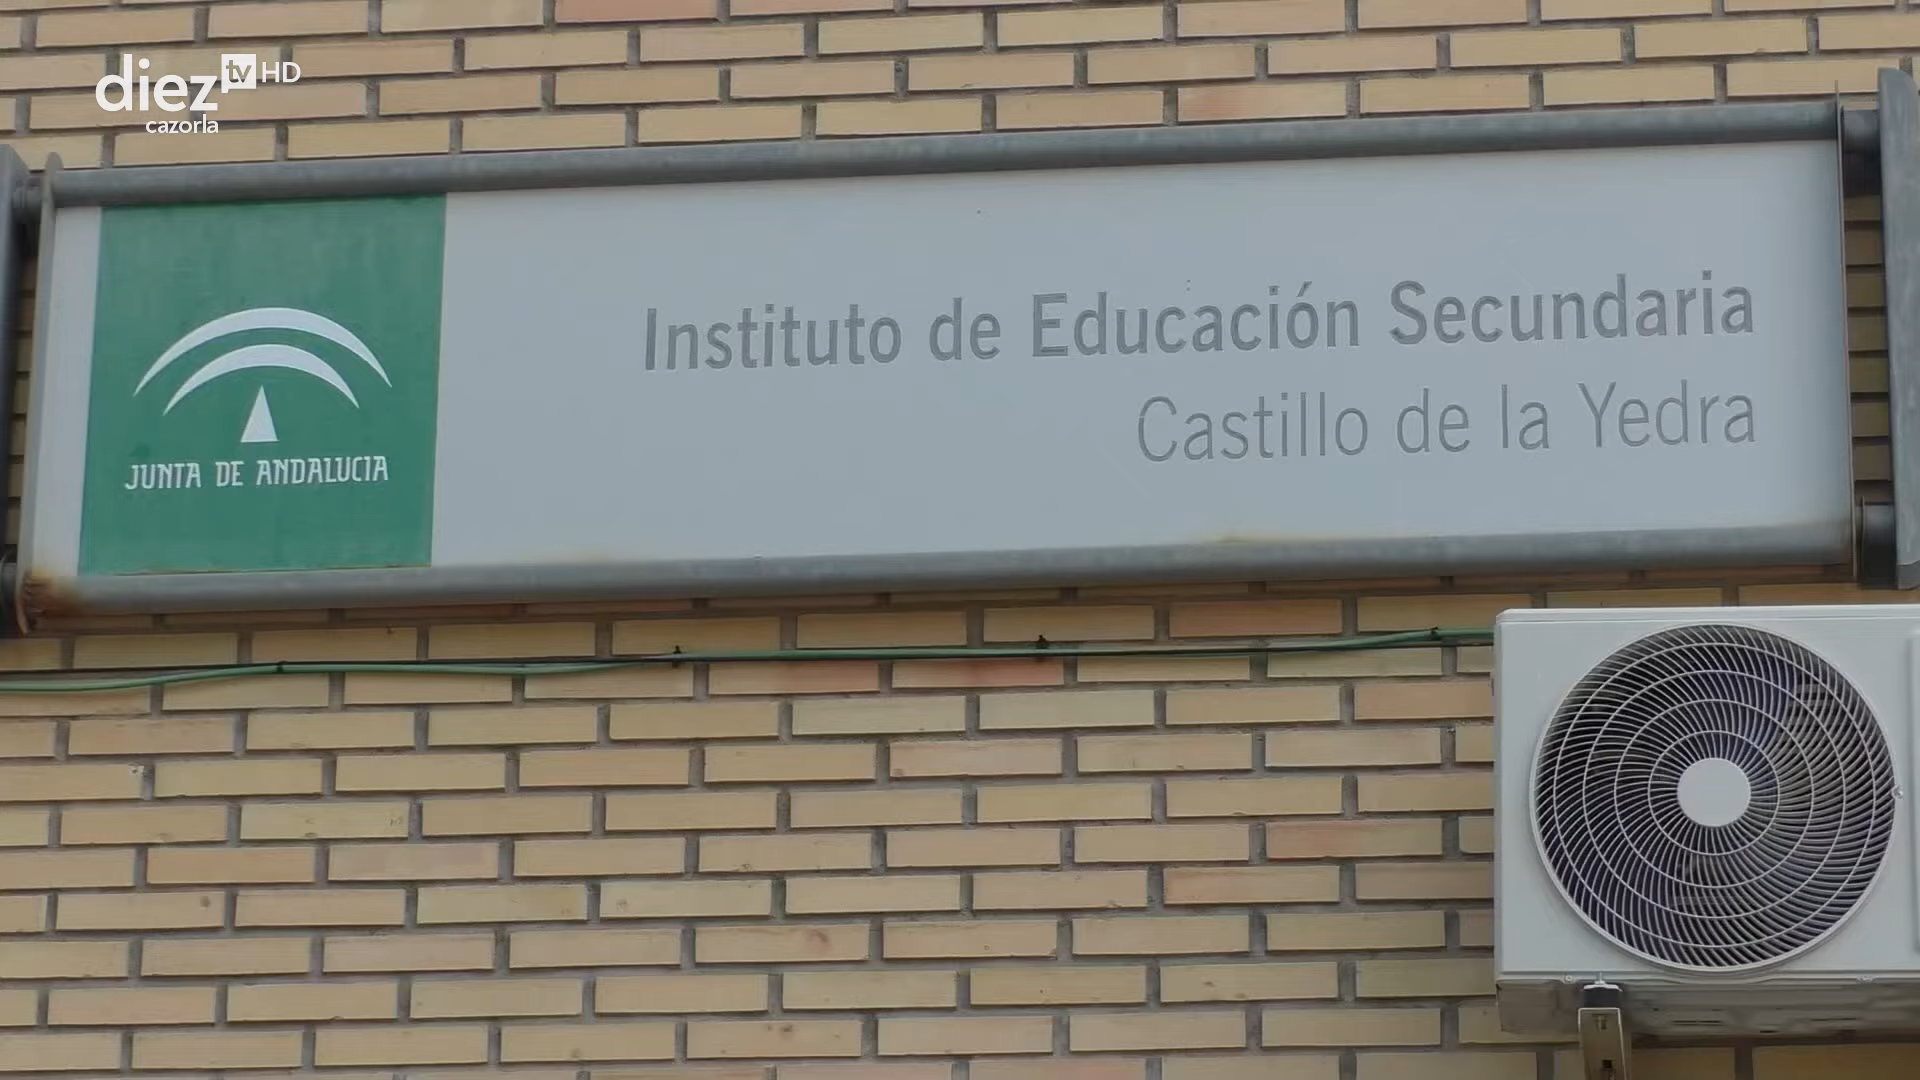 diez tv HD
cazorla
JUNTA DE ANDALUCIA
Instituto de Educación Secundaria
Castillo de la Yedra